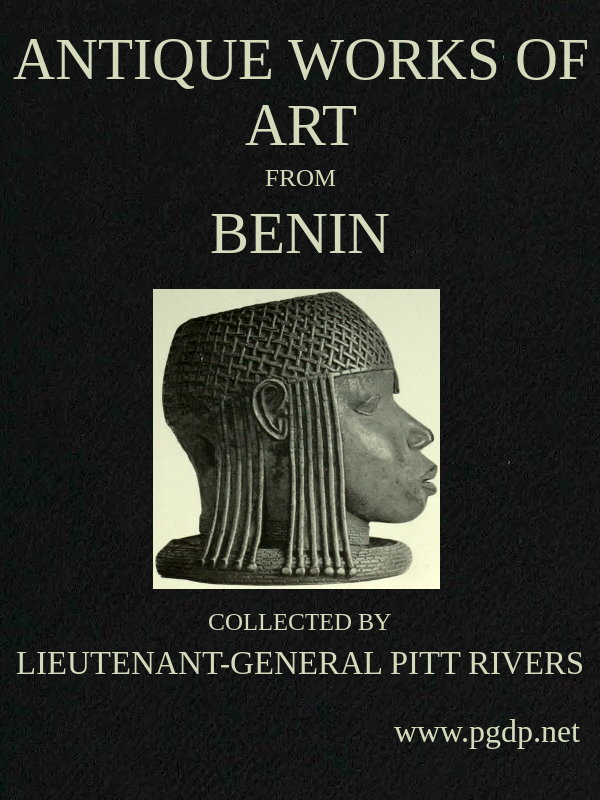 ANTIQUE WORKS OF
ART
FROM
BENIN
COLLECTED BY
LIEUTENANT-GENERAL PITT RIVERS
www.pgdp.net